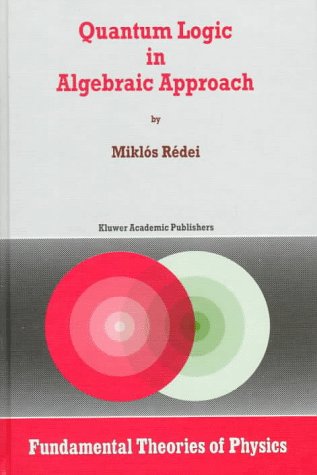 Quantum Logic
in
Algebraic Approach
by
Miklós Rédei
Kluwer Academic Publishers
Fundamental Theories of Physics